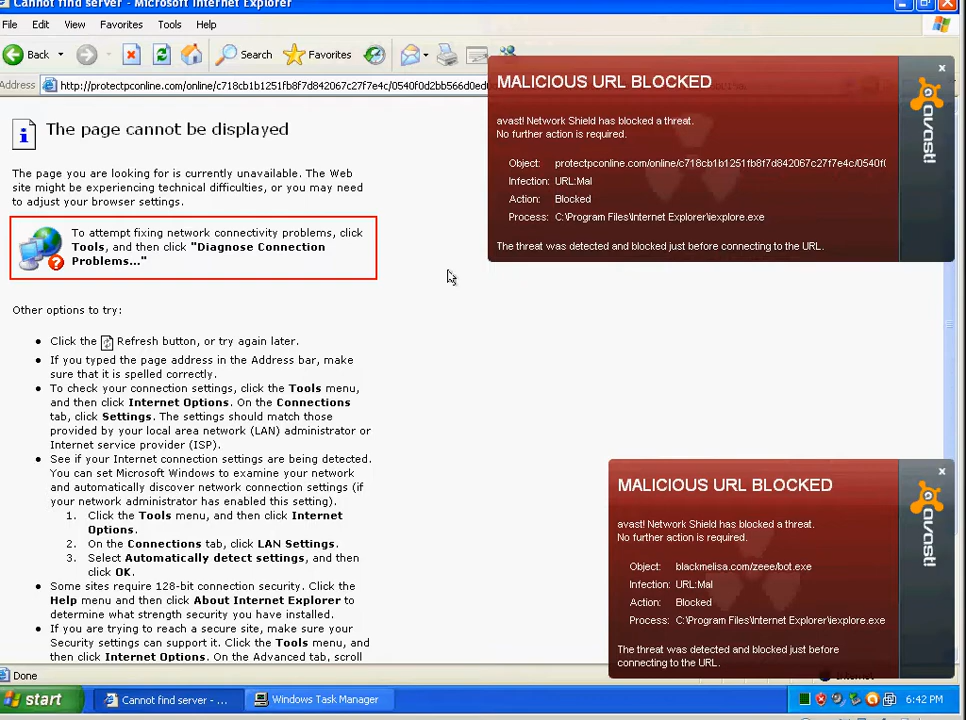 Cannot find server - Microsoft Internet Explorer
File Edit View Favorites Tools Help
Back Search Favorites
Address http://protectpconline.com/online/c718cb1b1251fb8f7d842067c27f7e4c/0540f0d2bb566d0ed
The page cannot be displayed
The page you are looking for is currently unavailable. The Web
site might be experiencing technical difficulties, or you may need
to adjust your browser settings.
To attempt fixing network connectivity problems, click
Tools, and then click "Diagnose Connection
Problems..."
Other options to try:
Click the Refresh button, or try again later.
If you typed the page address in the Address bar, make
sure that it is spelled correctly.
To check your connection settings, click the Tools menu,
and then click Internet Options. On the Connections
tab, click Settings. The settings should match those
provided by your local area network (LAN) administrator or
Internet service provider (ISP).
See if your Internet connection settings are being detected.
You can set Microsoft Windows to examine your network
and automatically discover network connection settings (if
your network administrator has enabled this setting).
1. Click the Tools menu, and then click Internet
Options.
2. On the Connections tab, click LAN Settings.
3. Select Automatically detect settings, and then
click OK.
Some sites require 128-bit connection security. Click the
Help menu and then click About Internet Explorer to
determine what strength security you have installed.
If you are trying to reach a secure site, make sure your
Security settings can support it. Click the Tools menu,
and then click Internet Options. On the Advanced tab, scroll
MALICIOUS URL BLOCKED
avast! Network Shield has blocked a threat.
No further action is required.
Object: protectpconline.com/online/c718cb1b1251fb8f7d842067c27f7e4c/0540f(
Infection: URL:Mal
Action: Blocked
Process: C:\Program Files\Internet Explorer\iexplore.exe
The threat was detected and blocked just before connecting to the URL.
avast!
MALICIOUS URL BLOCKED
avast! Network Shield has blocked a threat.
No further action is required.
Object: blackmelisa.com/zeee/bot.exe
Infection: URL:Mal
Action: Blocked
Process: C:\Program Files\Internet Explorer\iexplore.exe
The threat was detected and blocked just before
connecting to the URL.
avast!
Done
start Cannot find server - ... Windows Task Manager 6:42 PM